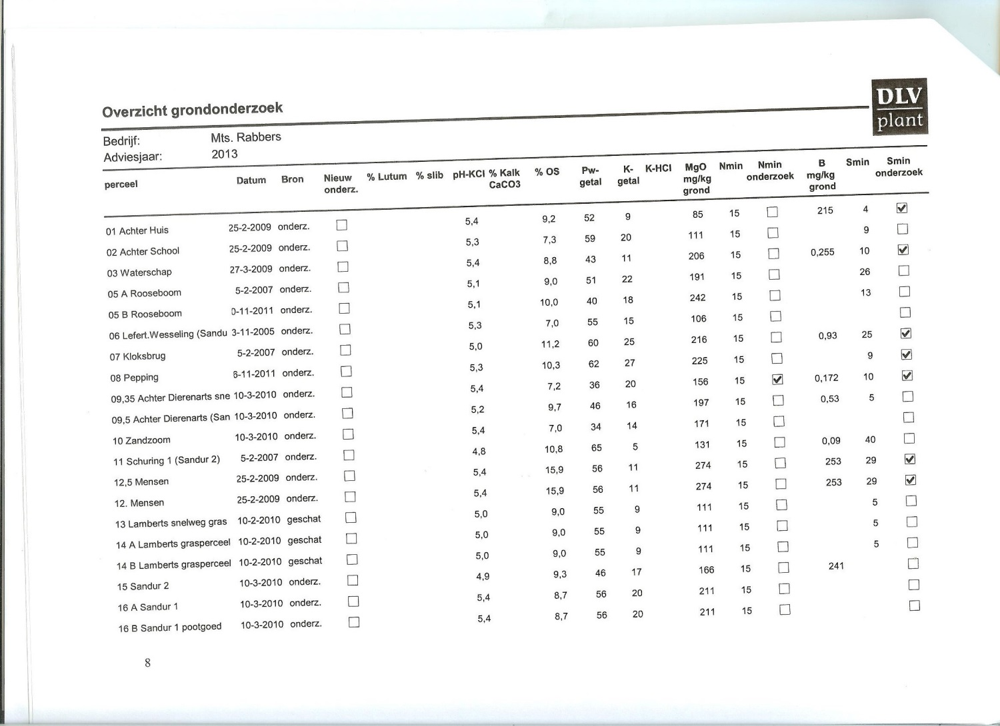 DLV
plant
Overzicht grondonderzoek
Bedrijf: Mts. Rabbers
Adviesjaar: 2013
perceel Datum Bron Nieuw onderz. % Lutum % slib pH-KCl % Kalk CaCO3 % OS Pw-getal K-getal K-HCl MgO mg/kg grond Nmin Nmin onderzoek B mg/kg grond Smin Smin onderzoek
01 Achter Huis 25-2-2009 onderz. ☐ 5,4 9,2 52 9 85 15 ☐ 215 4 ☑
02 Achter School 25-2-2009 onderz. ☐ 5,3 7,3 59 20 111 15 ☐ 9 ☐
03 Waterschap 27-3-2009 onderz. ☐ 5,4 8,8 43 11 206 15 ☐ 0,255 10 ☑
05 A Rooseboom 5-2-2007 onderz. ☐ 5,1 9,0 51 22 191 15 ☐ 26 ☐
05 B Rooseboom 0-11-2011 onderz. ☐ 5,1 10,0 40 18 242 15 ☐ 13 ☐
06 Lefert.Wesseling (Sandu 3-11-2005 onderz. ☐ 5,3 7,0 55 15 106 15 ☐ ☐
07 Kloksbrug 5-2-2007 onderz. ☐ 5,0 11,2 60 25 216 15 ☐ 0,93 25 ☑
08 Pepping 6-11-2011 onderz. ☐ 5,3 10,3 62 27 225 15 ☐ 9 ☑
09,35 Achter Dierenarts sne 10-3-2010 onderz. ☐ 5,4 7,2 36 20 156 15 ☑ 0,172 10 ☑
09,5 Achter Dierenarts (San 10-3-2010 onderz. ☐ 5,2 9,7 46 16 197 15 ☐ 0,53 5 ☐
10 Zandzoom 10-3-2010 onderz. ☐ 5,4 7,0 34 14 171 15 ☐ ☐
11 Schuring 1 (Sandur 2) 5-2-2007 onderz. ☐ 4,8 10,8 65 5 131 15 ☐ 0,09 40 ☐
12,5 Mensen 25-2-2009 onderz. ☐ 5,4 15,9 56 11 274 15 ☐ 253 29 ☑
12. Mensen 25-2-2009 onderz. ☐ 5,4 15,9 56 11 274 15 ☐ 253 29 ☑
13 Lamberts snelweg gras 10-2-2010 geschat ☐ 5,0 9,0 55 9 111 15 ☐ 5 ☐
14 A Lamberts grasperceel 10-2-2010 geschat ☐ 5,0 9,0 55 9 111 15 ☐ 5 ☐
14 B Lamberts grasperceel 10-2-2010 geschat ☐ 5,0 9,0 55 9 111 15 ☐ 5 ☐
15 Sandur 2 10-3-2010 onderz. ☐ 4,9 9,3 46 17 166 15 ☐ 241 ☐
16 A Sandur 1 10-3-2010 onderz. ☐ 5,4 8,7 56 20 211 15 ☐ ☐
16 B Sandur 1 pootgoed 10-3-2010 onderz. ☐ 5,4 8,7 56 20 211 15 ☐ ☐
8